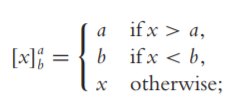 a if x > a,
[x]ᵃ_b = { b if x < b,
x otherwise;